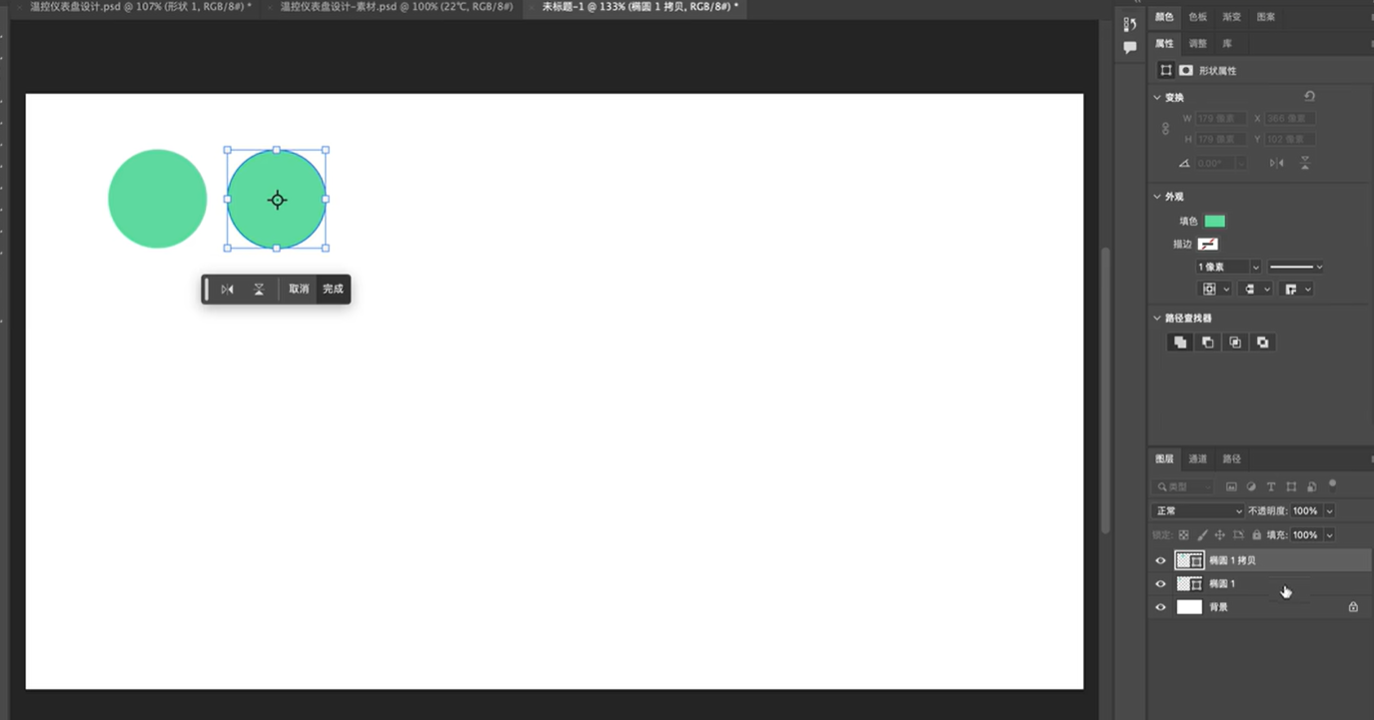 温控仪表盘设计.psd @ 107% (形状 1, RGB/8#) *
温控仪表盘设计-素材.psd @ 100% (22℃, RGB/8#)
未标题-1 @ 133% (椭圆 1 拷贝, RGB/8#) *
颜色 色板 渐变 图案
属性 调整 库
形状属性
变换
W 179 像素 X 366 像素
H 179 像素 Y 102 像素
0.00°
外观
填色
描边
1 像素
路径查找器
取消 完成
图层 通道 路径
类型
正常 不透明度: 100%
锁定: 填充: 100%
椭圆 1 拷贝
椭圆 1
背景